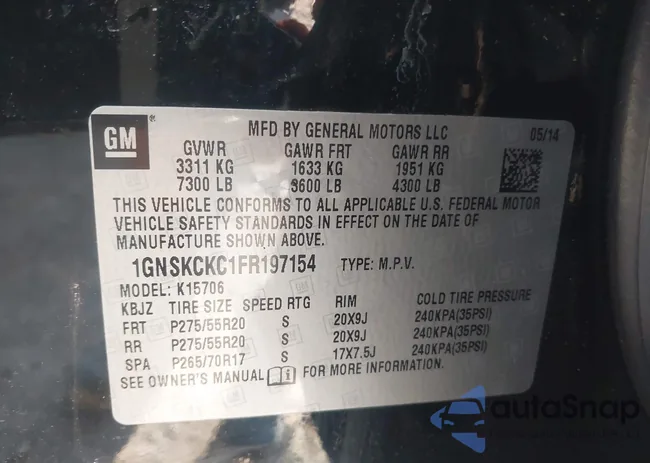 GM
MFD BY GENERAL MOTORS LLC 05/14
GVWR GAWR FRT GAWR RR
3311 KG 1633 KG 1951 KG
7300 LB 3600 LB 4300 LB
THIS VEHICLE CONFORMS TO ALL APPLICABLE U.S. FEDERAL MOTOR
VEHICLE SAFETY STANDARDS IN EFFECT ON THE DATE OF
MANUFACTURE SHOWN ABOVE.
1GNSKCKC1FR197154 TYPE: M.P.V.
MODEL: K15706
KBJZ TIRE SIZE SPEED RTG RIM COLD TIRE PRESSURE
FRT P275/55R20 S 20X9J 240KPA(35PSI)
RR P275/55R20 S 20X9J 240KPA(35PSI)
SPA P265/70R17 S 17X7.5J 240KPA(35PSI)
SEE OWNER'S MANUAL FOR MORE INFORMATION.
autoSnap